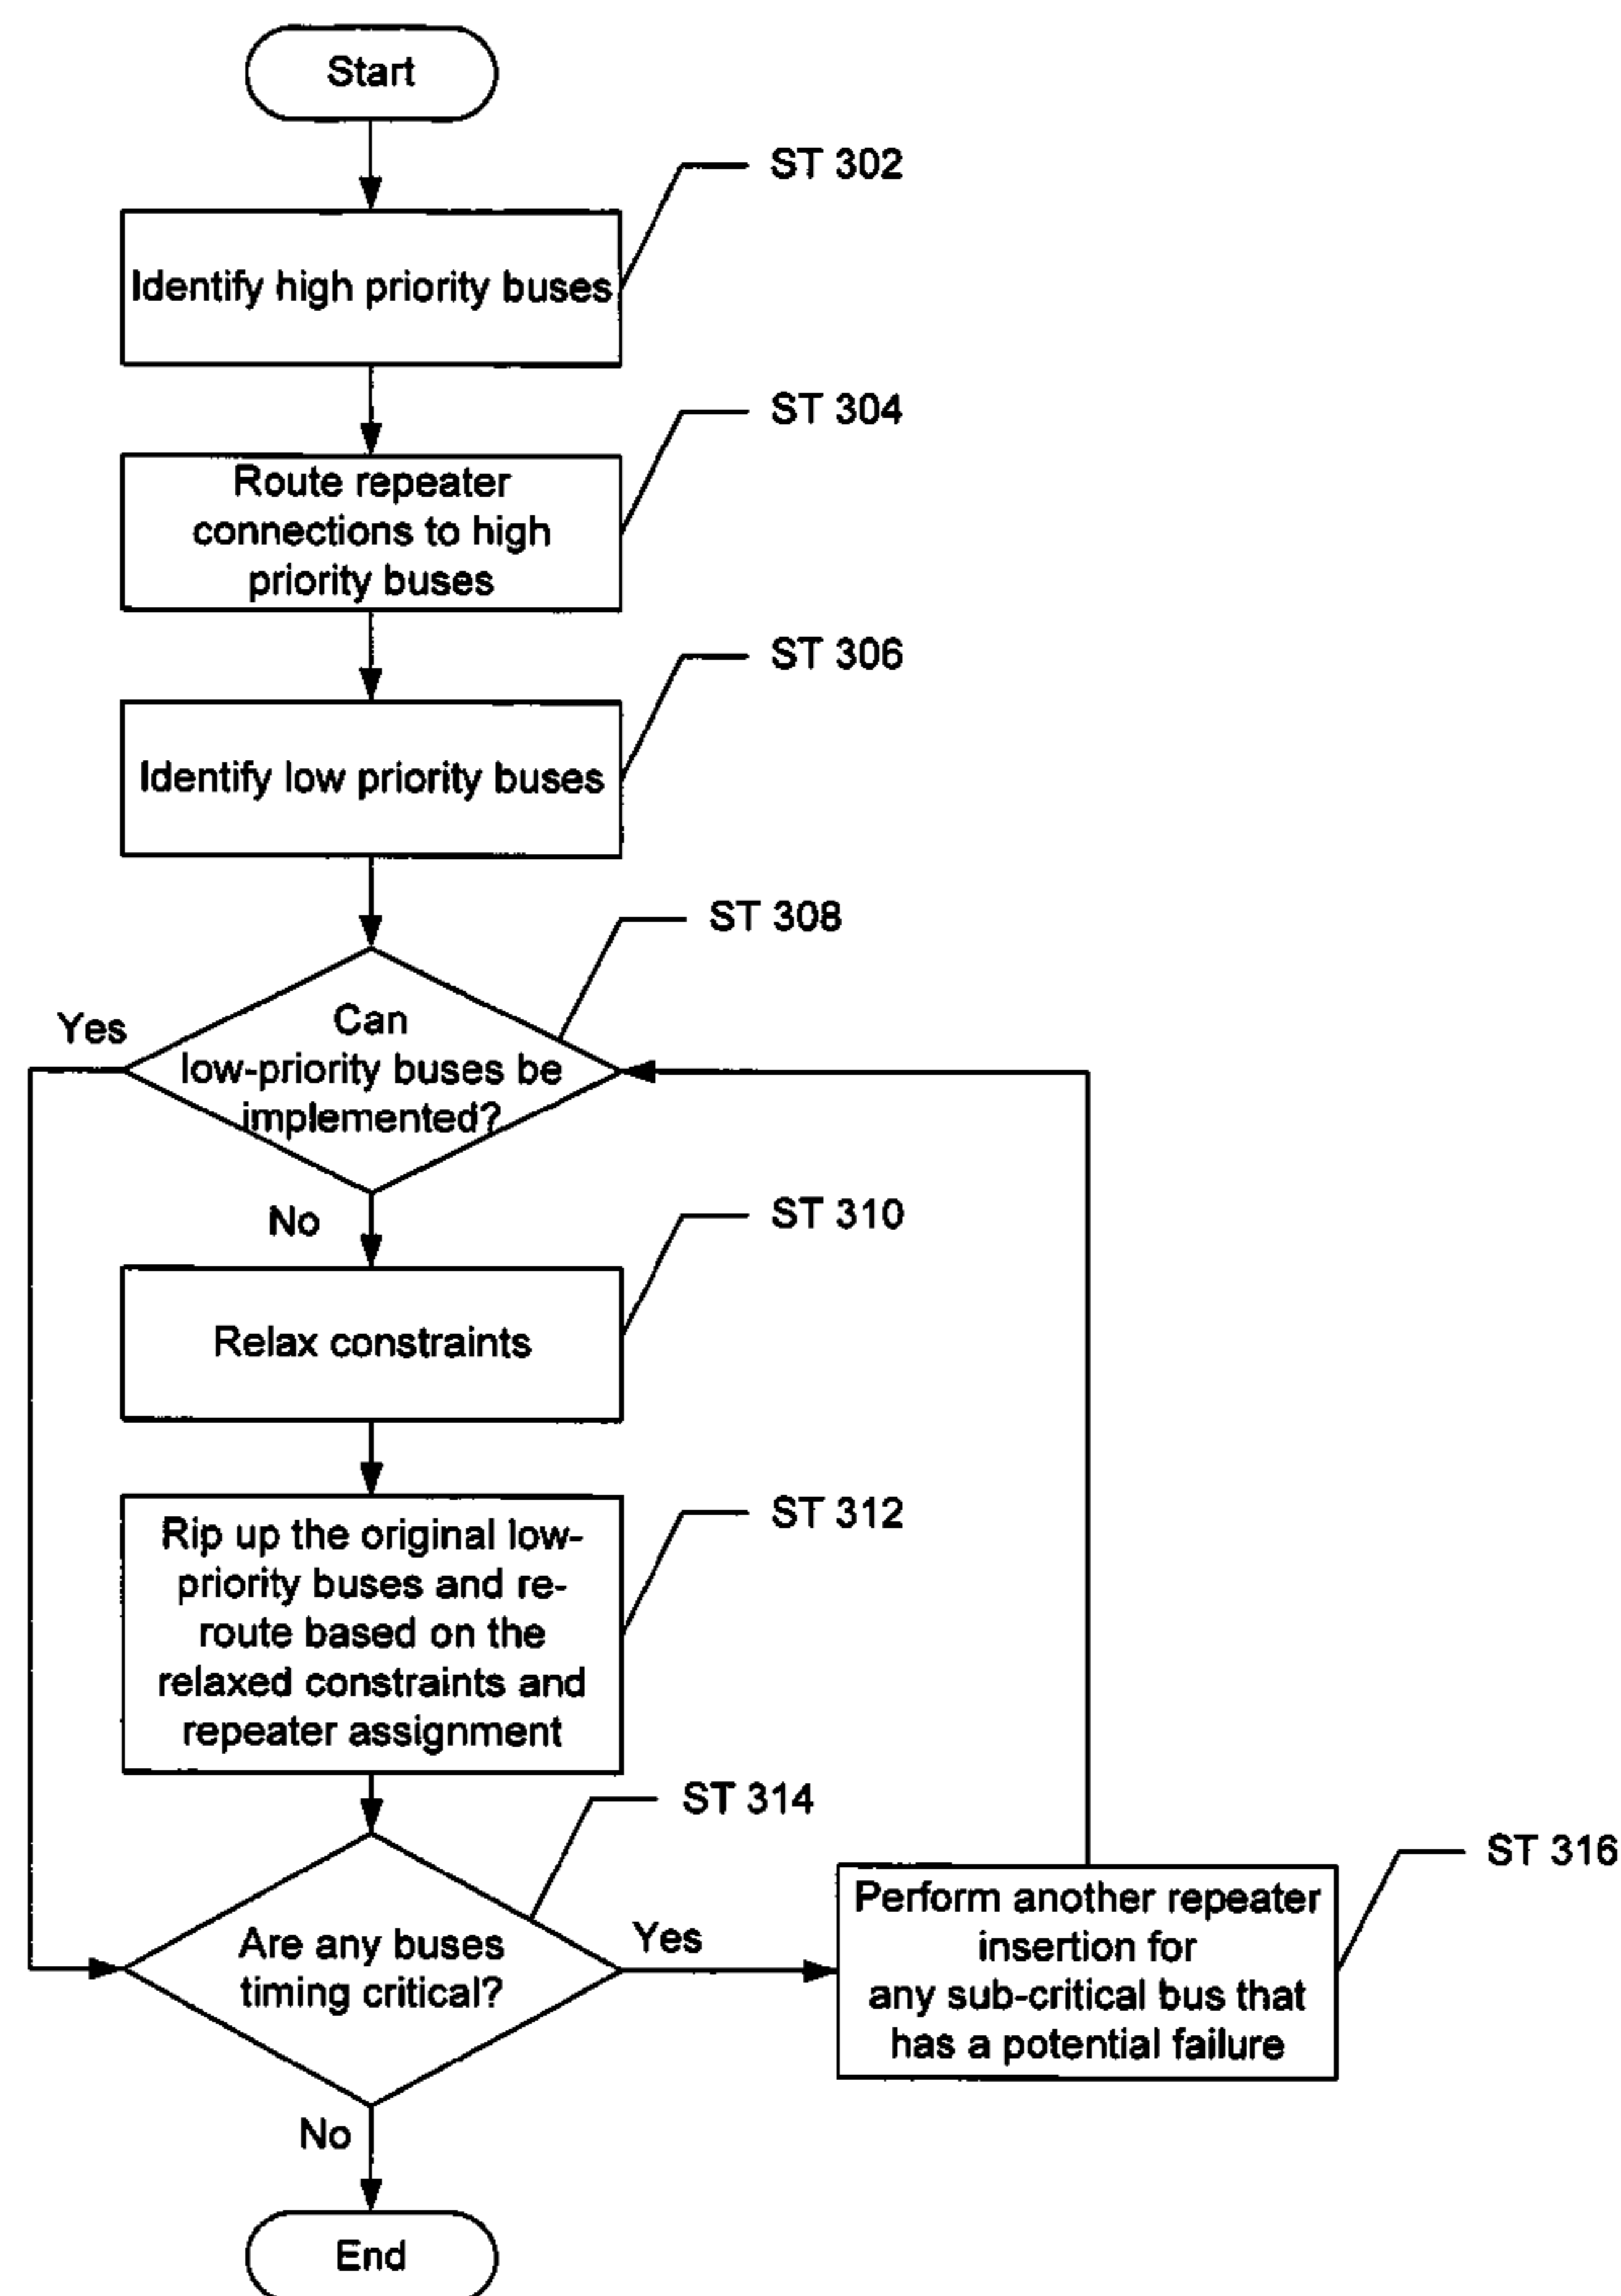 Start
ST 302
Identify high priority buses
ST 304
Route repeater
connections to high
priority buses
ST 306
Identify low priority buses
ST 308
Yes
Can
low-priority buses be
implemented?
No
ST 310
Relax constraints
ST 312
Rip up the original low-
priority buses and re-
route based on the
relaxed constraints and
repeater assignment
ST 314
Are any buses
timing critical?
Yes
ST 316
Perform another repeater
insertion for
any sub-critical bus that
has a potential failure
No
End